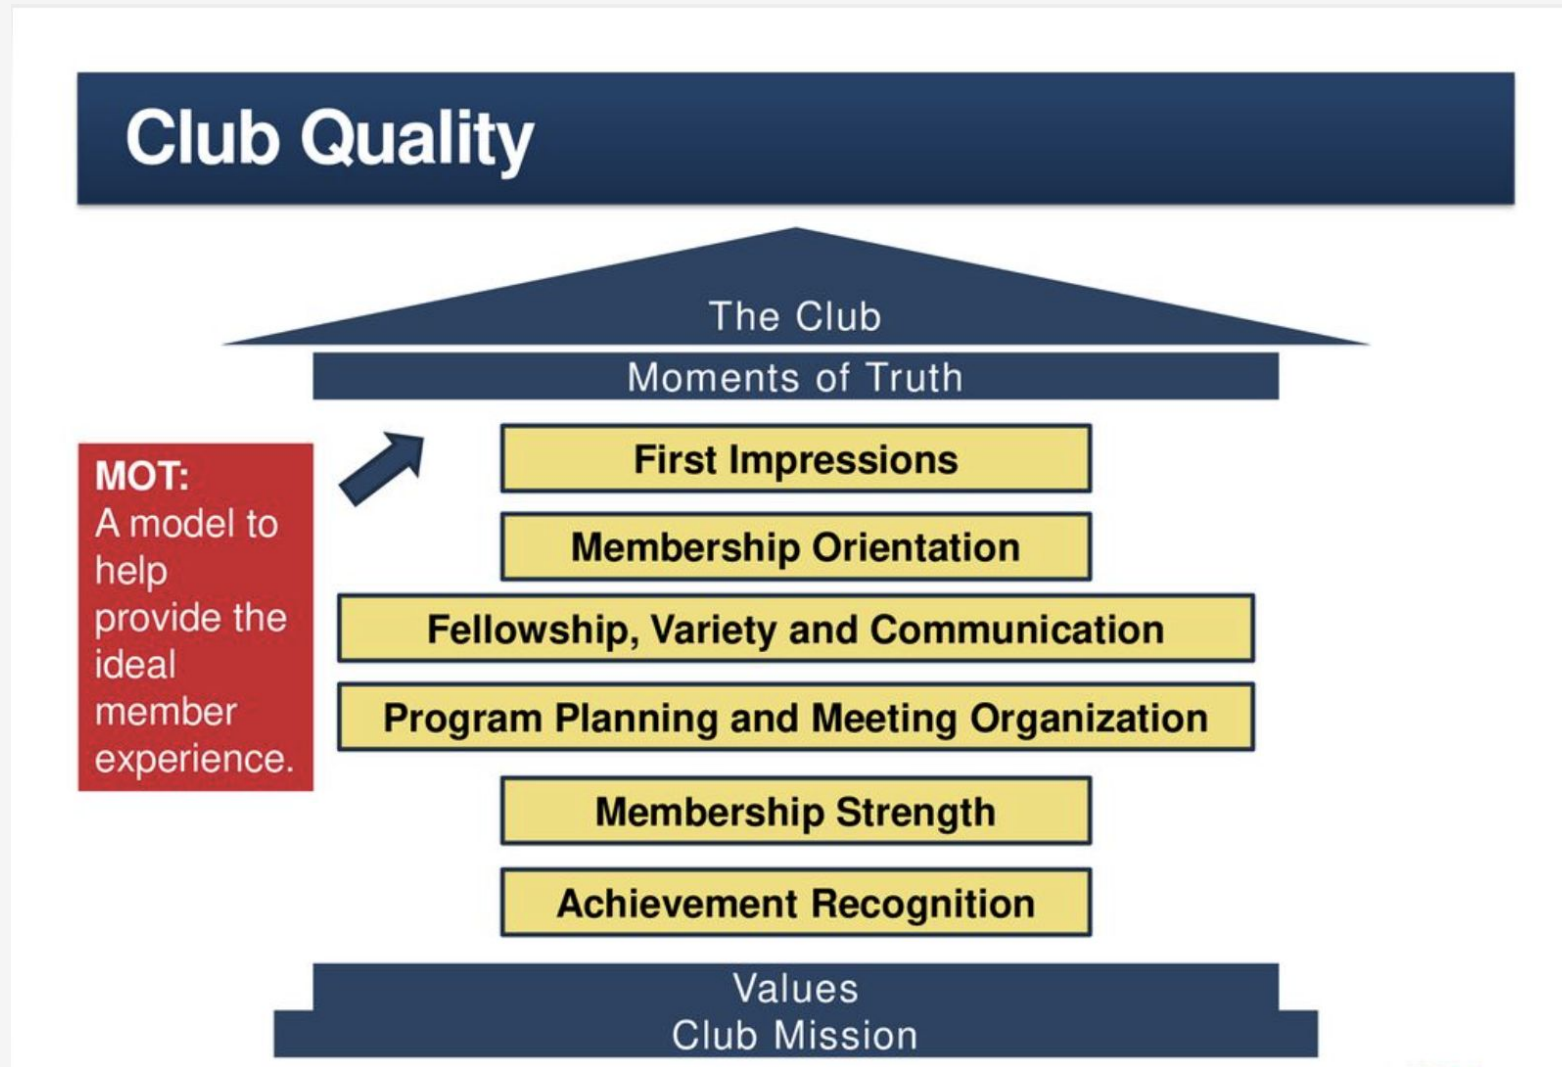 Club Quality
The Club
Moments of Truth
First Impressions
Membership Orientation
Fellowship, Variety and Communication
Program Planning and Meeting Organization
Membership Strength
Achievement Recognition
Values
Club Mission
MOT:
A model to
help
provide the
ideal
member
experience.